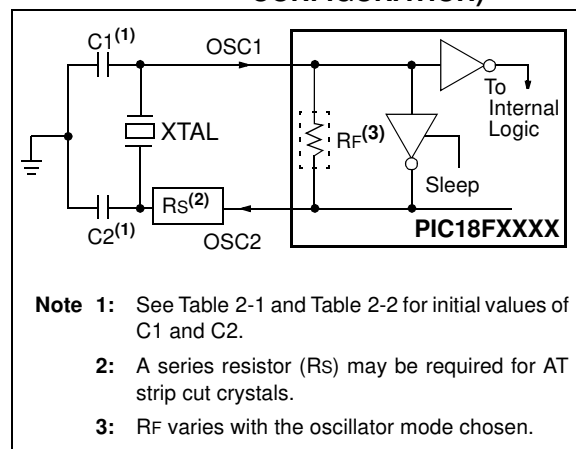 CONFIGURATION)
C1(1)
OSC1
To
Internal
Logic
XTAL
RF(3)
Sleep
C2(1)
RS(2)
OSC2
PIC18FXXXX
Note 1: See Table 2-1 and Table 2-2 for initial values of
C1 and C2.
2: A series resistor (RS) may be required for AT
strip cut crystals.
3: RF varies with the oscillator mode chosen.